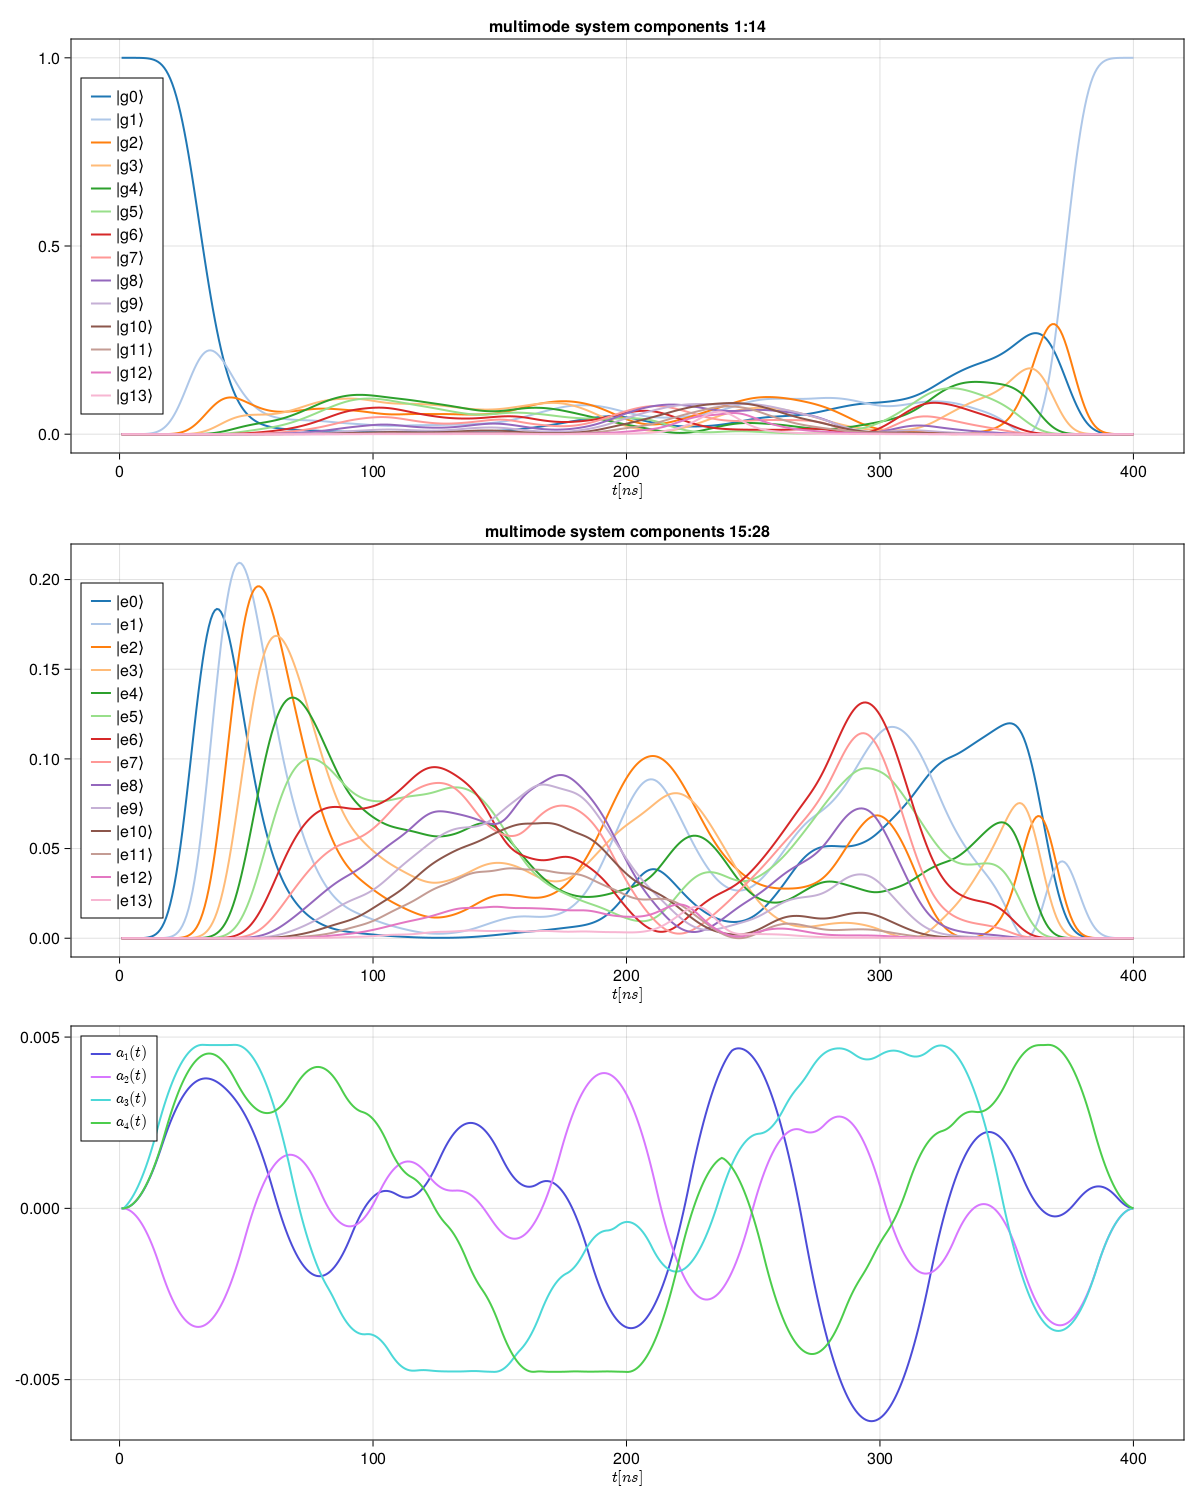 multimode system components 1:14
1.0
0.5
0.0
|g0⟩
|g1⟩
|g2⟩
|g3⟩
|g4⟩
|g5⟩
|g6⟩
|g7⟩
|g8⟩
|g9⟩
|g10⟩
|g11⟩
|g12⟩
|g13⟩
0 100 200 300 400
t[ns]
multimode system components 15:28
0.20
0.15
0.10
0.05
0.00
|e0⟩
|e1⟩
|e2⟩
|e3⟩
|e4⟩
|e5⟩
|e6⟩
|e7⟩
|e8⟩
|e9⟩
|e10⟩
|e11⟩
|e12⟩
|e13⟩
0 100 200 300 400
t[ns]
0.005
0.000
-0.005
a₁(t)
a₂(t)
a₃(t)
a₄(t)
0 100 200 300 400
t[ns]